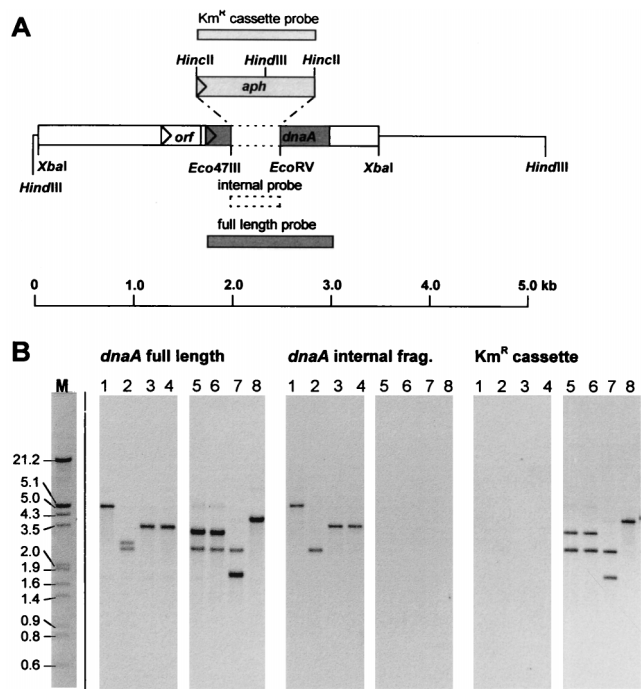 A
Km^R cassette probe
HincII HindIII HincII
aph
orf dnaA
XbaI Eco47III EcoRV XbaI
HindIII HindIII
internal probe
full length probe
0 1.0 2.0 3.0 4.0 5.0 kb
B
dnaA full length dnaA internal frag. Km^R cassette
M 1 2 3 4 5 6 7 8 1 2 3 4 5 6 7 8 1 2 3 4 5 6 7 8
21.2
5.1
5.0
4.3
3.5
2.0
1.9
1.6
1.4
0.9
0.8
0.6